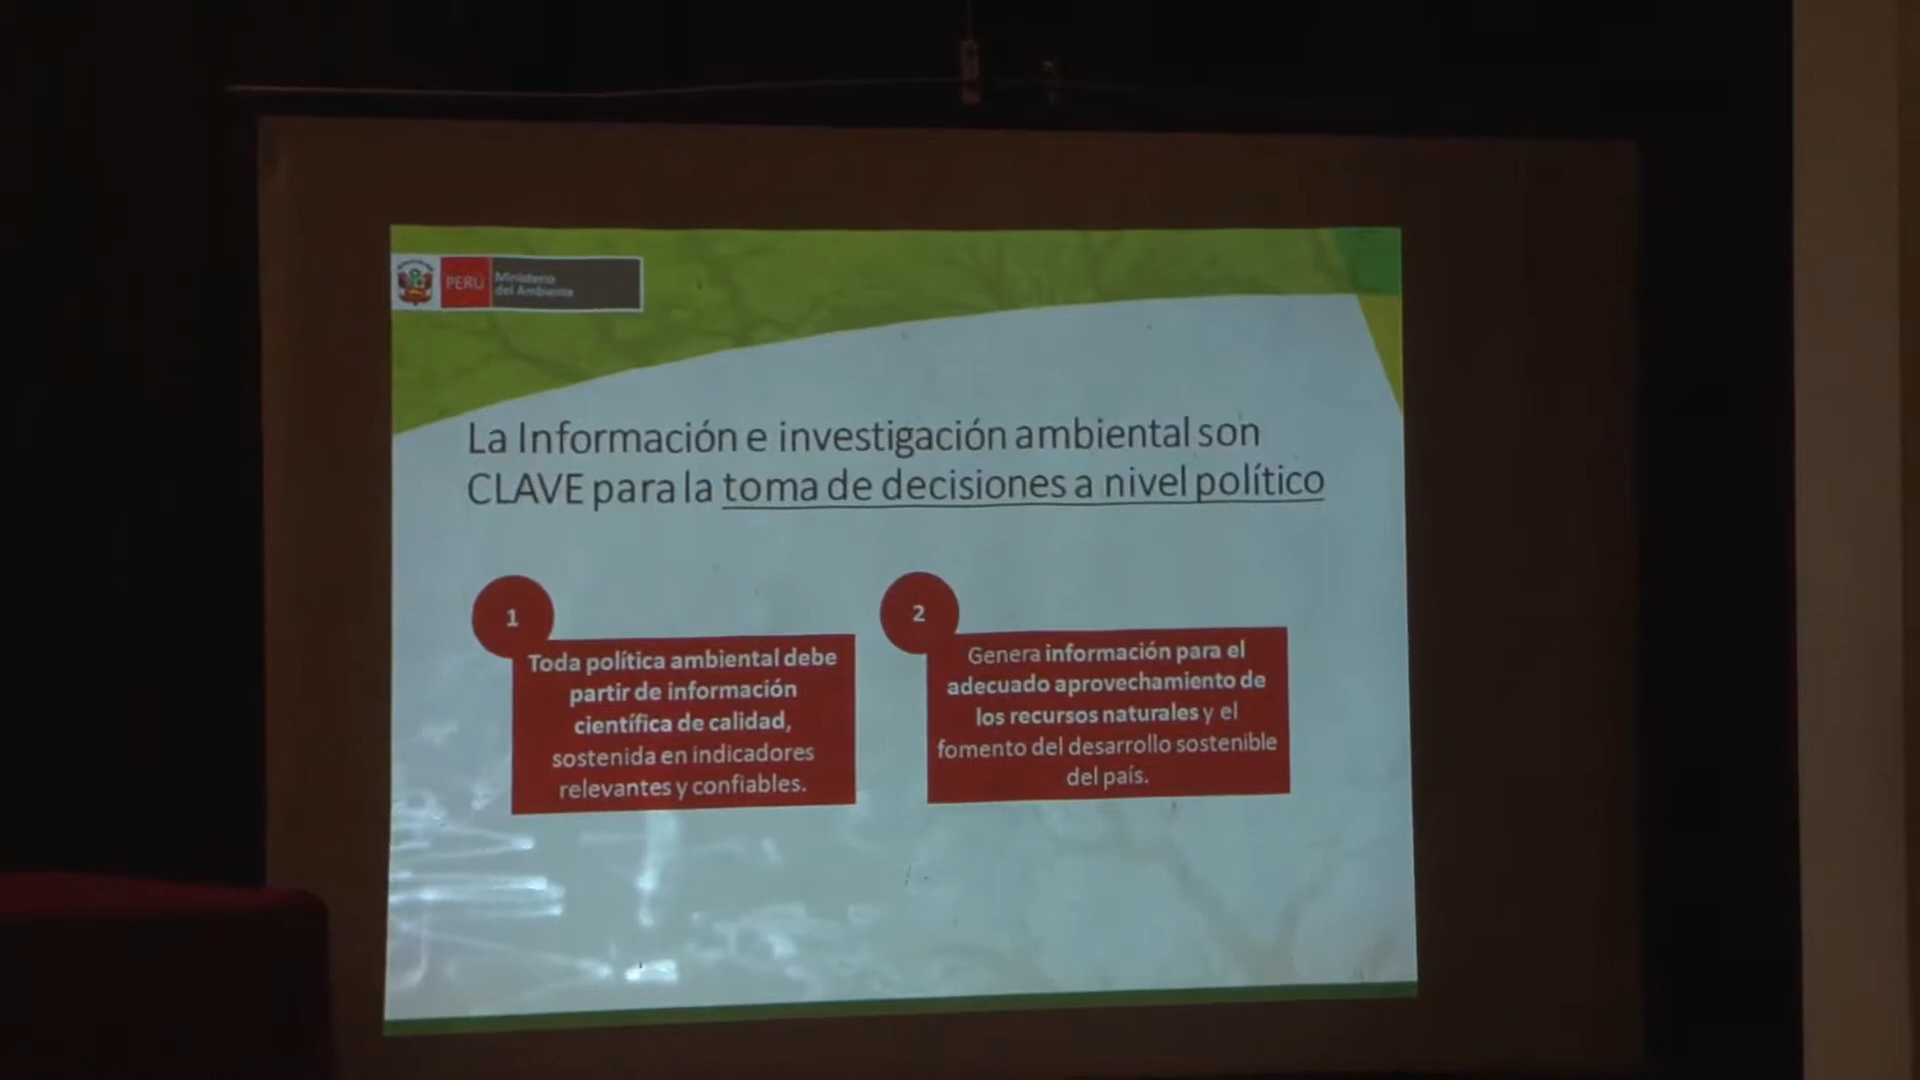 PERÚ
Ministerio
del Ambiente
La Información e investigación ambiental son
CLAVE para la toma de decisiones a nivel político
1
Toda política ambiental debe
partir de información
científica de calidad,
sostenida en indicadores
relevantes y confiables.
2
Genera información para el
adecuado aprovechamiento de
los recursos naturales y el
fomento del desarrollo sostenible
del país.